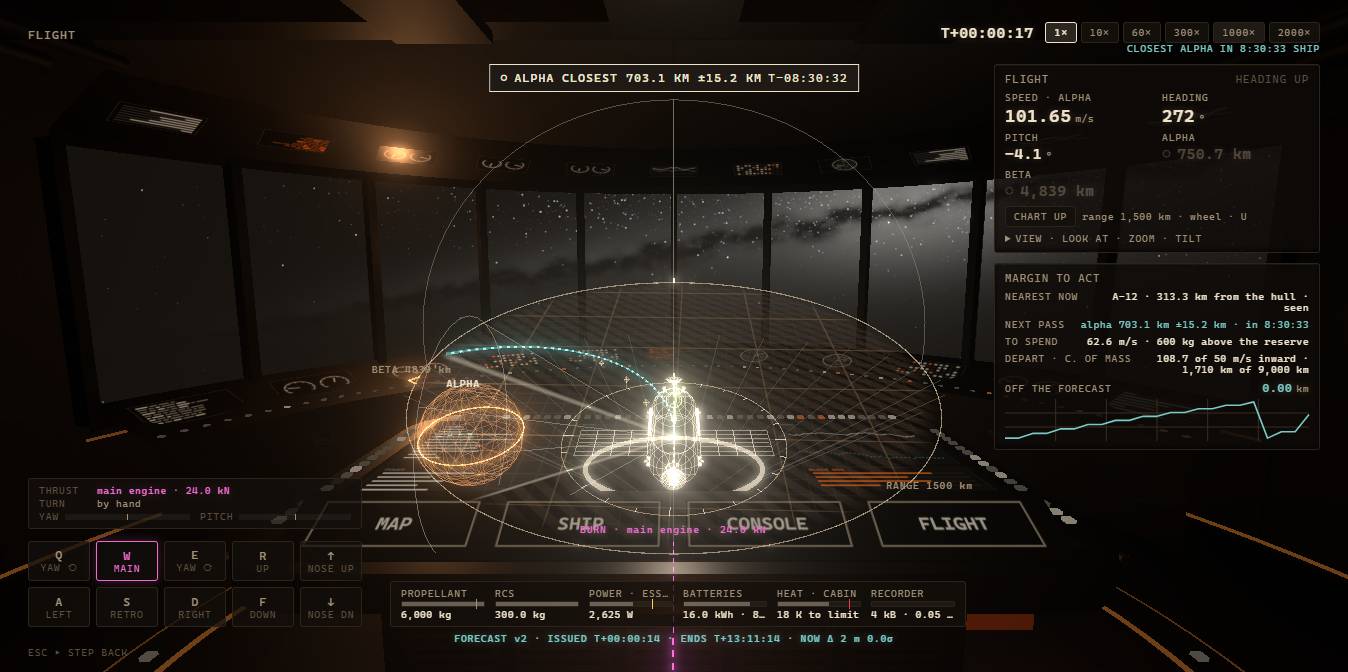 FLIGHT
T+00:00:17 1× 10× 60× 300× 1000× 2000×
CLOSEST ALPHA IN 8:30:33 SHIP
ALPHA CLOSEST 703.1 KM ±15.2 KM T−08:30:32
FLIGHT HEADING UP
SPEED · ALPHA HEADING
101.65 m/s 272 °
PITCH ALPHA
−4.1 ° 750.7 km
BETA
4,839 km
CHART UP range 1,500 km · wheel · U
VIEW · LOOK AT · ZOOM · TILT
MARGIN TO ACT
NEAREST NOW A−12 · 313.3 km from the hull ·
seen
NEXT PASS alpha 703.1 km ±15.2 km · in 8:30:33
TO SPEND 62.6 m/s · 600 kg above the reserve
DEPART · C. OF MASS 108.7 of 50 m/s inward ·
1,710 km of 9,000 km
OFF THE FORECAST 0.00 km
BETA 4839 km
ALPHA
RANGE 1500 km
MAP SHIP CONSOLE FLIGHT
BURN · main engine · 24.0 kN
THRUST main engine · 24.0 kN
TURN by hand
YAW PITCH
Q W E R ↑
YAW MAIN YAW UP NOSE UP
A S D F ↓
LEFT RETRO RIGHT DOWN NOSE DN
PROPELLANT RCS POWER · ESS… BATTERIES HEAT · CABIN RECORDER
6,000 kg 300.0 kg 2,625 W 16.0 kWh · 8… 18 K to limit 4 kB · 0.05 …
FORECAST v2 · ISSUED T+00:00:14 · ENDS T+13:11:14 · NOW Δ 2 m 0.0σ
ESC ▸ STEP BACK